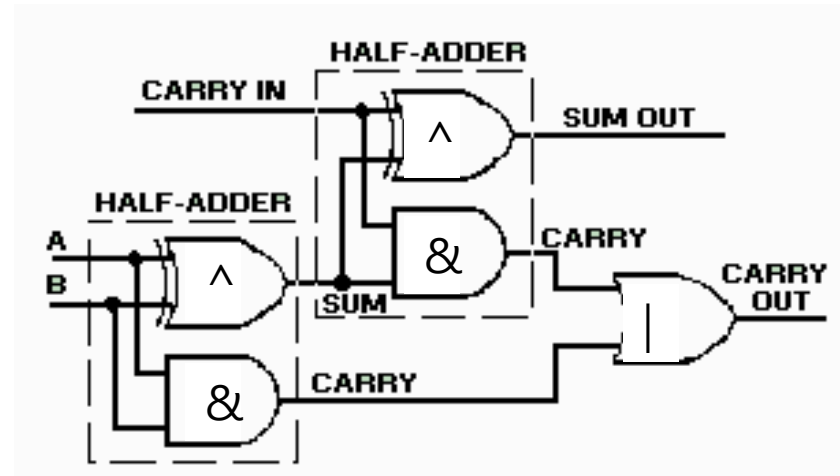 HALF-ADDER
CARRY IN
^
SUM OUT
HALF-ADDER
A
B
^
&
CARRY
SUM
|
CARRY
OUT
&
CARRY